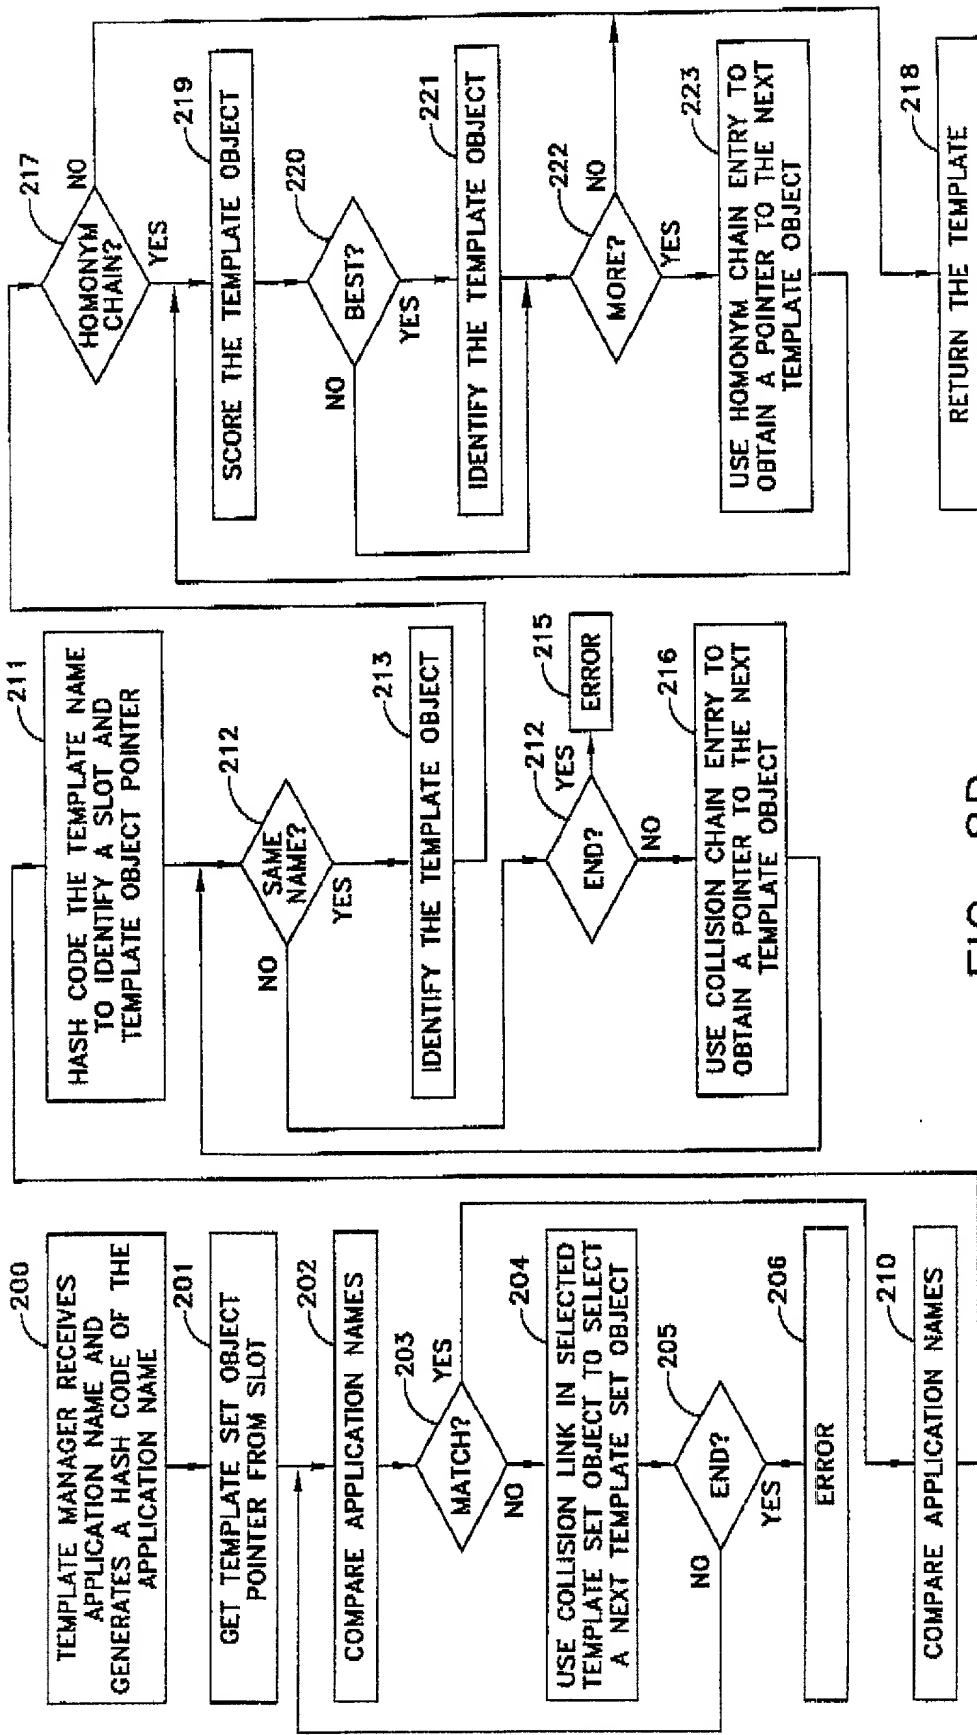 200
TEMPLATE MANAGER RECEIVES
APPLICATION NAME AND
GENERATES A HASH CODE OF THE
APPLICATION NAME
201
GET TEMPLATE SET OBJECT
POINTER FROM SLOT
202
COMPARE APPLICATION NAMES
203
MATCH?
YES
NO
204
USE COLLISION LINK IN SELECTED
TEMPLATE SET OBJECT TO SELECT
A NEXT TEMPLATE SET OBJECT
205
END?
NO
YES
206
ERROR
210
COMPARE APPLICATION NAMES
211
HASH CODE THE TEMPLATE NAME
TO IDENTIFY A SLOT AND
TEMPLATE OBJECT POINTER
212
SAME
NAME?
NO
YES
213
IDENTIFY THE TEMPLATE OBJECT
212
END?
YES
215
ERROR
NO
216
USE COLLISION CHAIN ENTRY TO
OBTAIN A POINTER TO THE NEXT
TEMPLATE OBJECT
217
HOMONYM
CHAIN?
NO
YES
219
SCORE THE TEMPLATE OBJECT
220
BEST?
NO
YES
221
IDENTIFY THE TEMPLATE OBJECT
222
MORE?
NO
YES
223
USE HOMONYM CHAIN ENTRY TO
OBTAIN A POINTER TO THE NEXT
TEMPLATE OBJECT
218
RETURN THE TEMPLATE